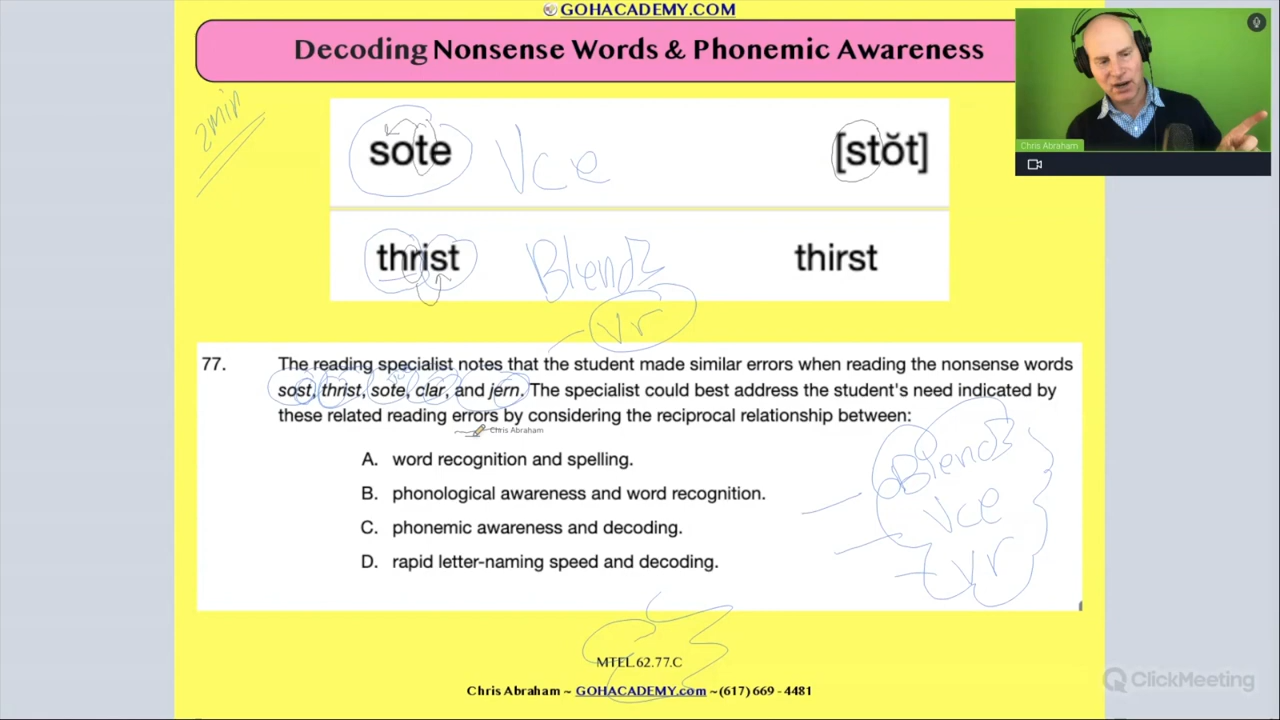 GOHACADEMY.COM
Decoding Nonsense Words & Phonemic Awareness
2min
sote
Vce
[stŏt]
Chris Abraham
thrist
Blends
thirst
vr
77. The reading specialist notes that the student made similar errors when reading the nonsense words
sost, thrist, sote, clar, and jern. The specialist could best address the student's need indicated by
these related reading errors by considering the reciprocal relationship between:
Chris Abraham
A. word recognition and spelling.
B. phonological awareness and word recognition.
C. phonemic awareness and decoding.
D. rapid letter-naming speed and decoding.
Blends
Vce
vr
MTEL.62.77.C
Chris Abraham ~ GOHACADEMY.com ~(617) 669 - 4481
ClickMeeting